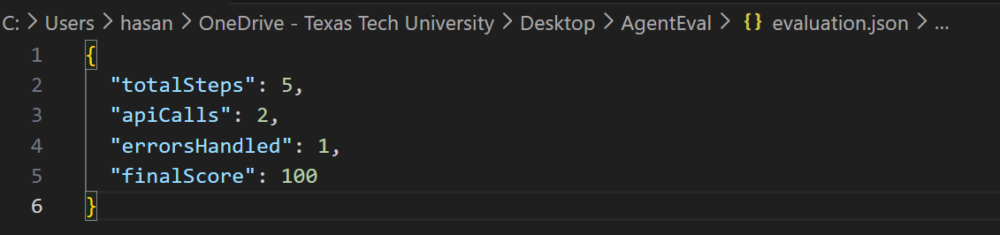 C: > Users > hasan > OneDrive - Texas Tech University > Desktop > AgentEval > {} evaluation.json > ...
1 {
2 "totalSteps": 5,
3 "apiCalls": 2,
4 "errorsHandled": 1,
5 "finalScore": 100
6 }